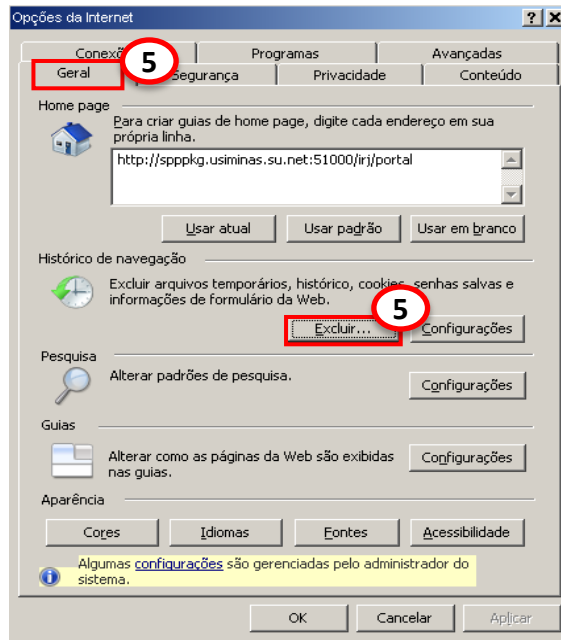 Opções da Internet
Programas
Avançadas
5
Geral
Segurança
Privacidade
Conteúdo
Home page
Para criar guias de home page, digite cada endereço em sua
própria linha.
http://spppkg.usiminas.su.net:51000/irj/portal
Usar atual
Usar padrão
Usar em branco
Histórico de navegação
Excluir arquivos temporários, histórico, cookies, senhas salvas e
informações de formulário da Web.
5
Excluir...
Configurações
Pesquisa
Alterar padrões de pesquisa.
Configurações
Guias
Alterar como as páginas da Web são exibidas
nas guias.
Configurações
Aparência
Cores
Idiomas
Fontes
Acessibilidade
Algumas configurações são gerenciadas pelo administrador do
sistema.
OK
Cancelar
Aplicar